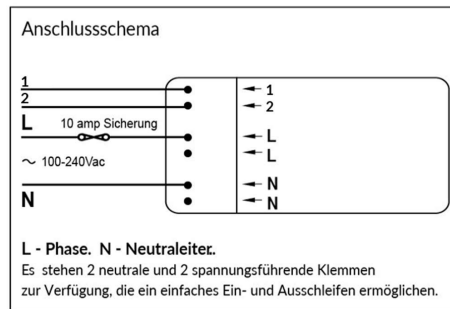 Anschlussschema
1
2
L 10 amp Sicherung
~ 100-240Vac
N
1
2
L
L
N
N
L - Phase. N - Neutraleiter.
Es stehen 2 neutrale und 2 spannungsführende Klemmen
zur Verfügung, die ein einfaches Ein- und Ausschleifen ermöglichen.